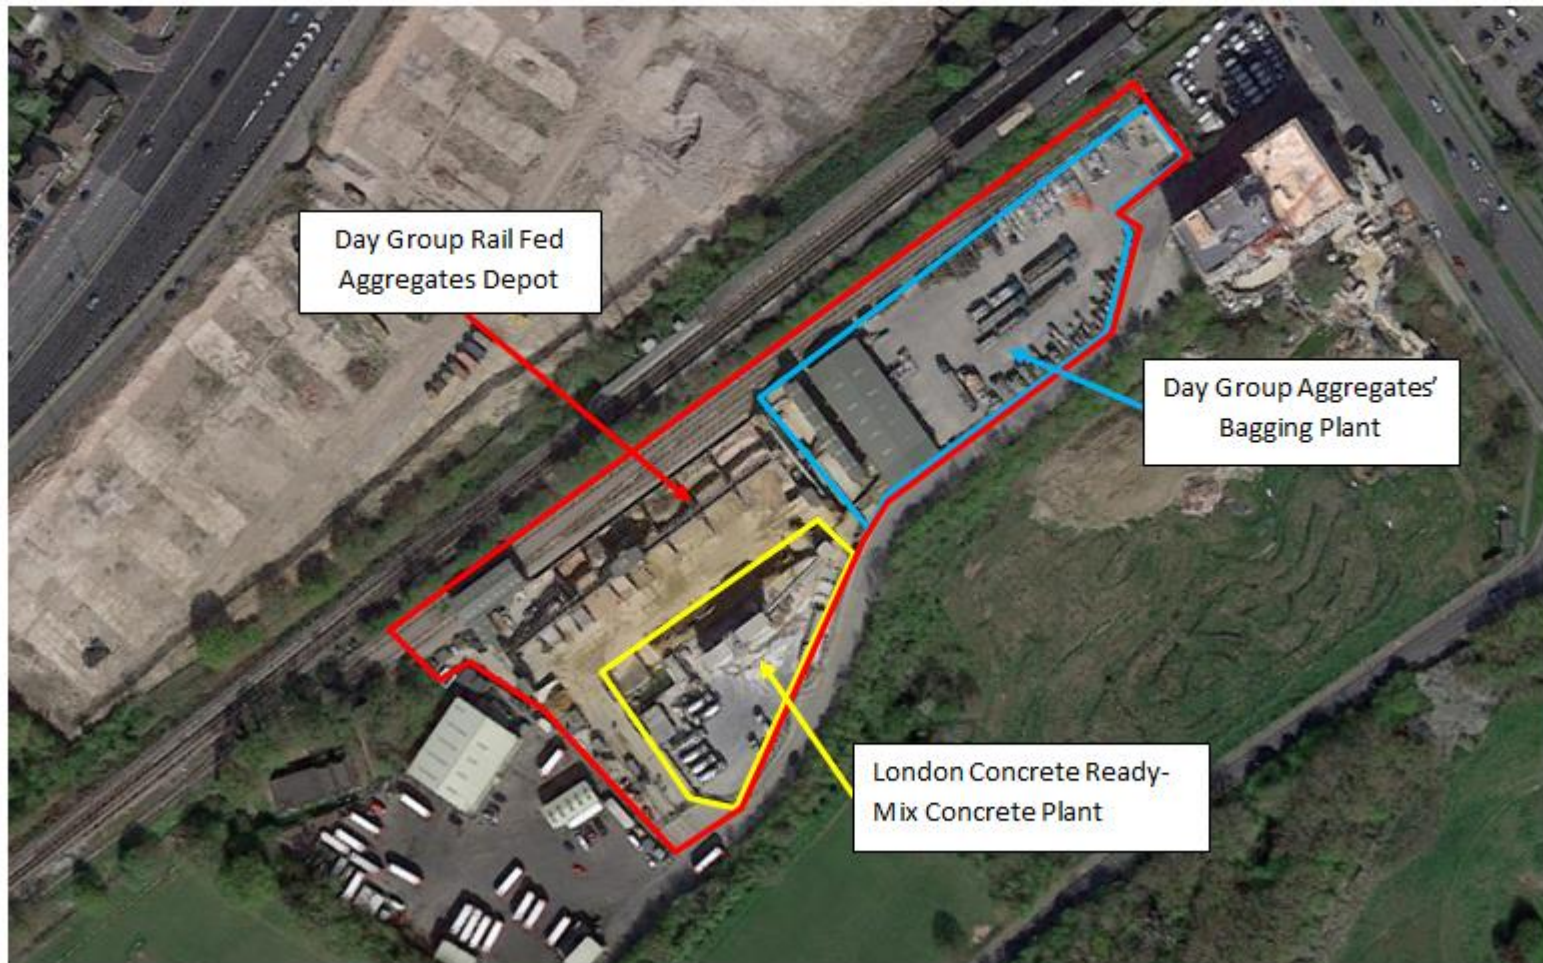 Day Group Rail Fed
Aggregates Depot
Day Group Aggregates’
Bagging Plant
London Concrete Ready-
Mix Concrete Plant